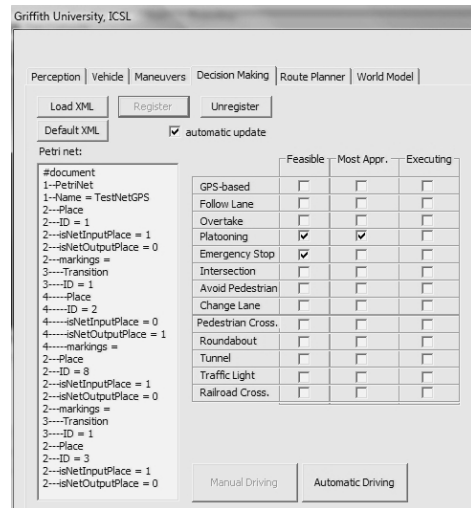 Griffith University, ICSL
Perception
Vehicle
Maneuvers
Decision Making
Route Planner
World Model
Load XML
Register
Unregister
Default XML
automatic update
Petri net:
#document
1--PetriNet
1--Name = TestNetGPS
2---Place
2---ID = 1
2---isNetInputPlace = 1
2---isNetOutputPlace = 0
2---markings =
3----Transition
3----ID = 1
4-----Place
4-----ID = 2
4-----isNetInputPlace = 0
4-----isNetOutputPlace = 1
4-----markings =
2---Place
2---ID = 8
2---isNetInputPlace = 1
2---isNetOutputPlace = 0
2---markings =
3----Transition
3----ID = 1
2---Place
2---ID = 3
2---isNetInputPlace = 1
2---isNetOutputPlace = 0
Feasible
Most Appr.
Executing
GPS-based
Follow Lane
Overtake
Platooning
Emergency Stop
Intersection
Avoid Pedestrian
Change Lane
Pedestrian Cross.
Roundabout
Tunnel
Traffic Light
Railroad Cross.
Manual Driving
Automatic Driving